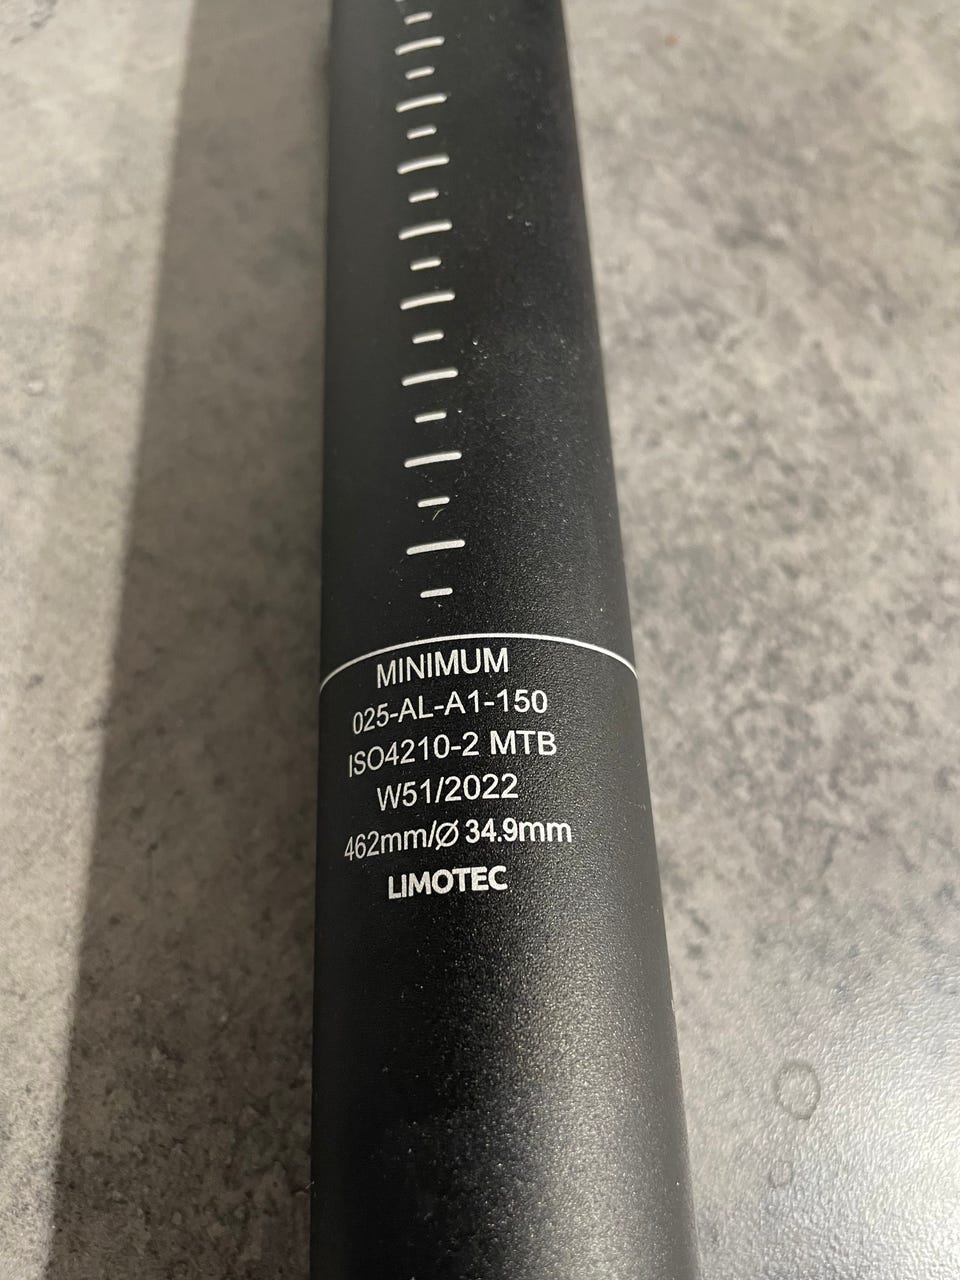 MINIMUM
025-AL-A1-150
ISO4210-2 MTB
W51/2022
462mm/Ø 34.9mm
LIMOTEC